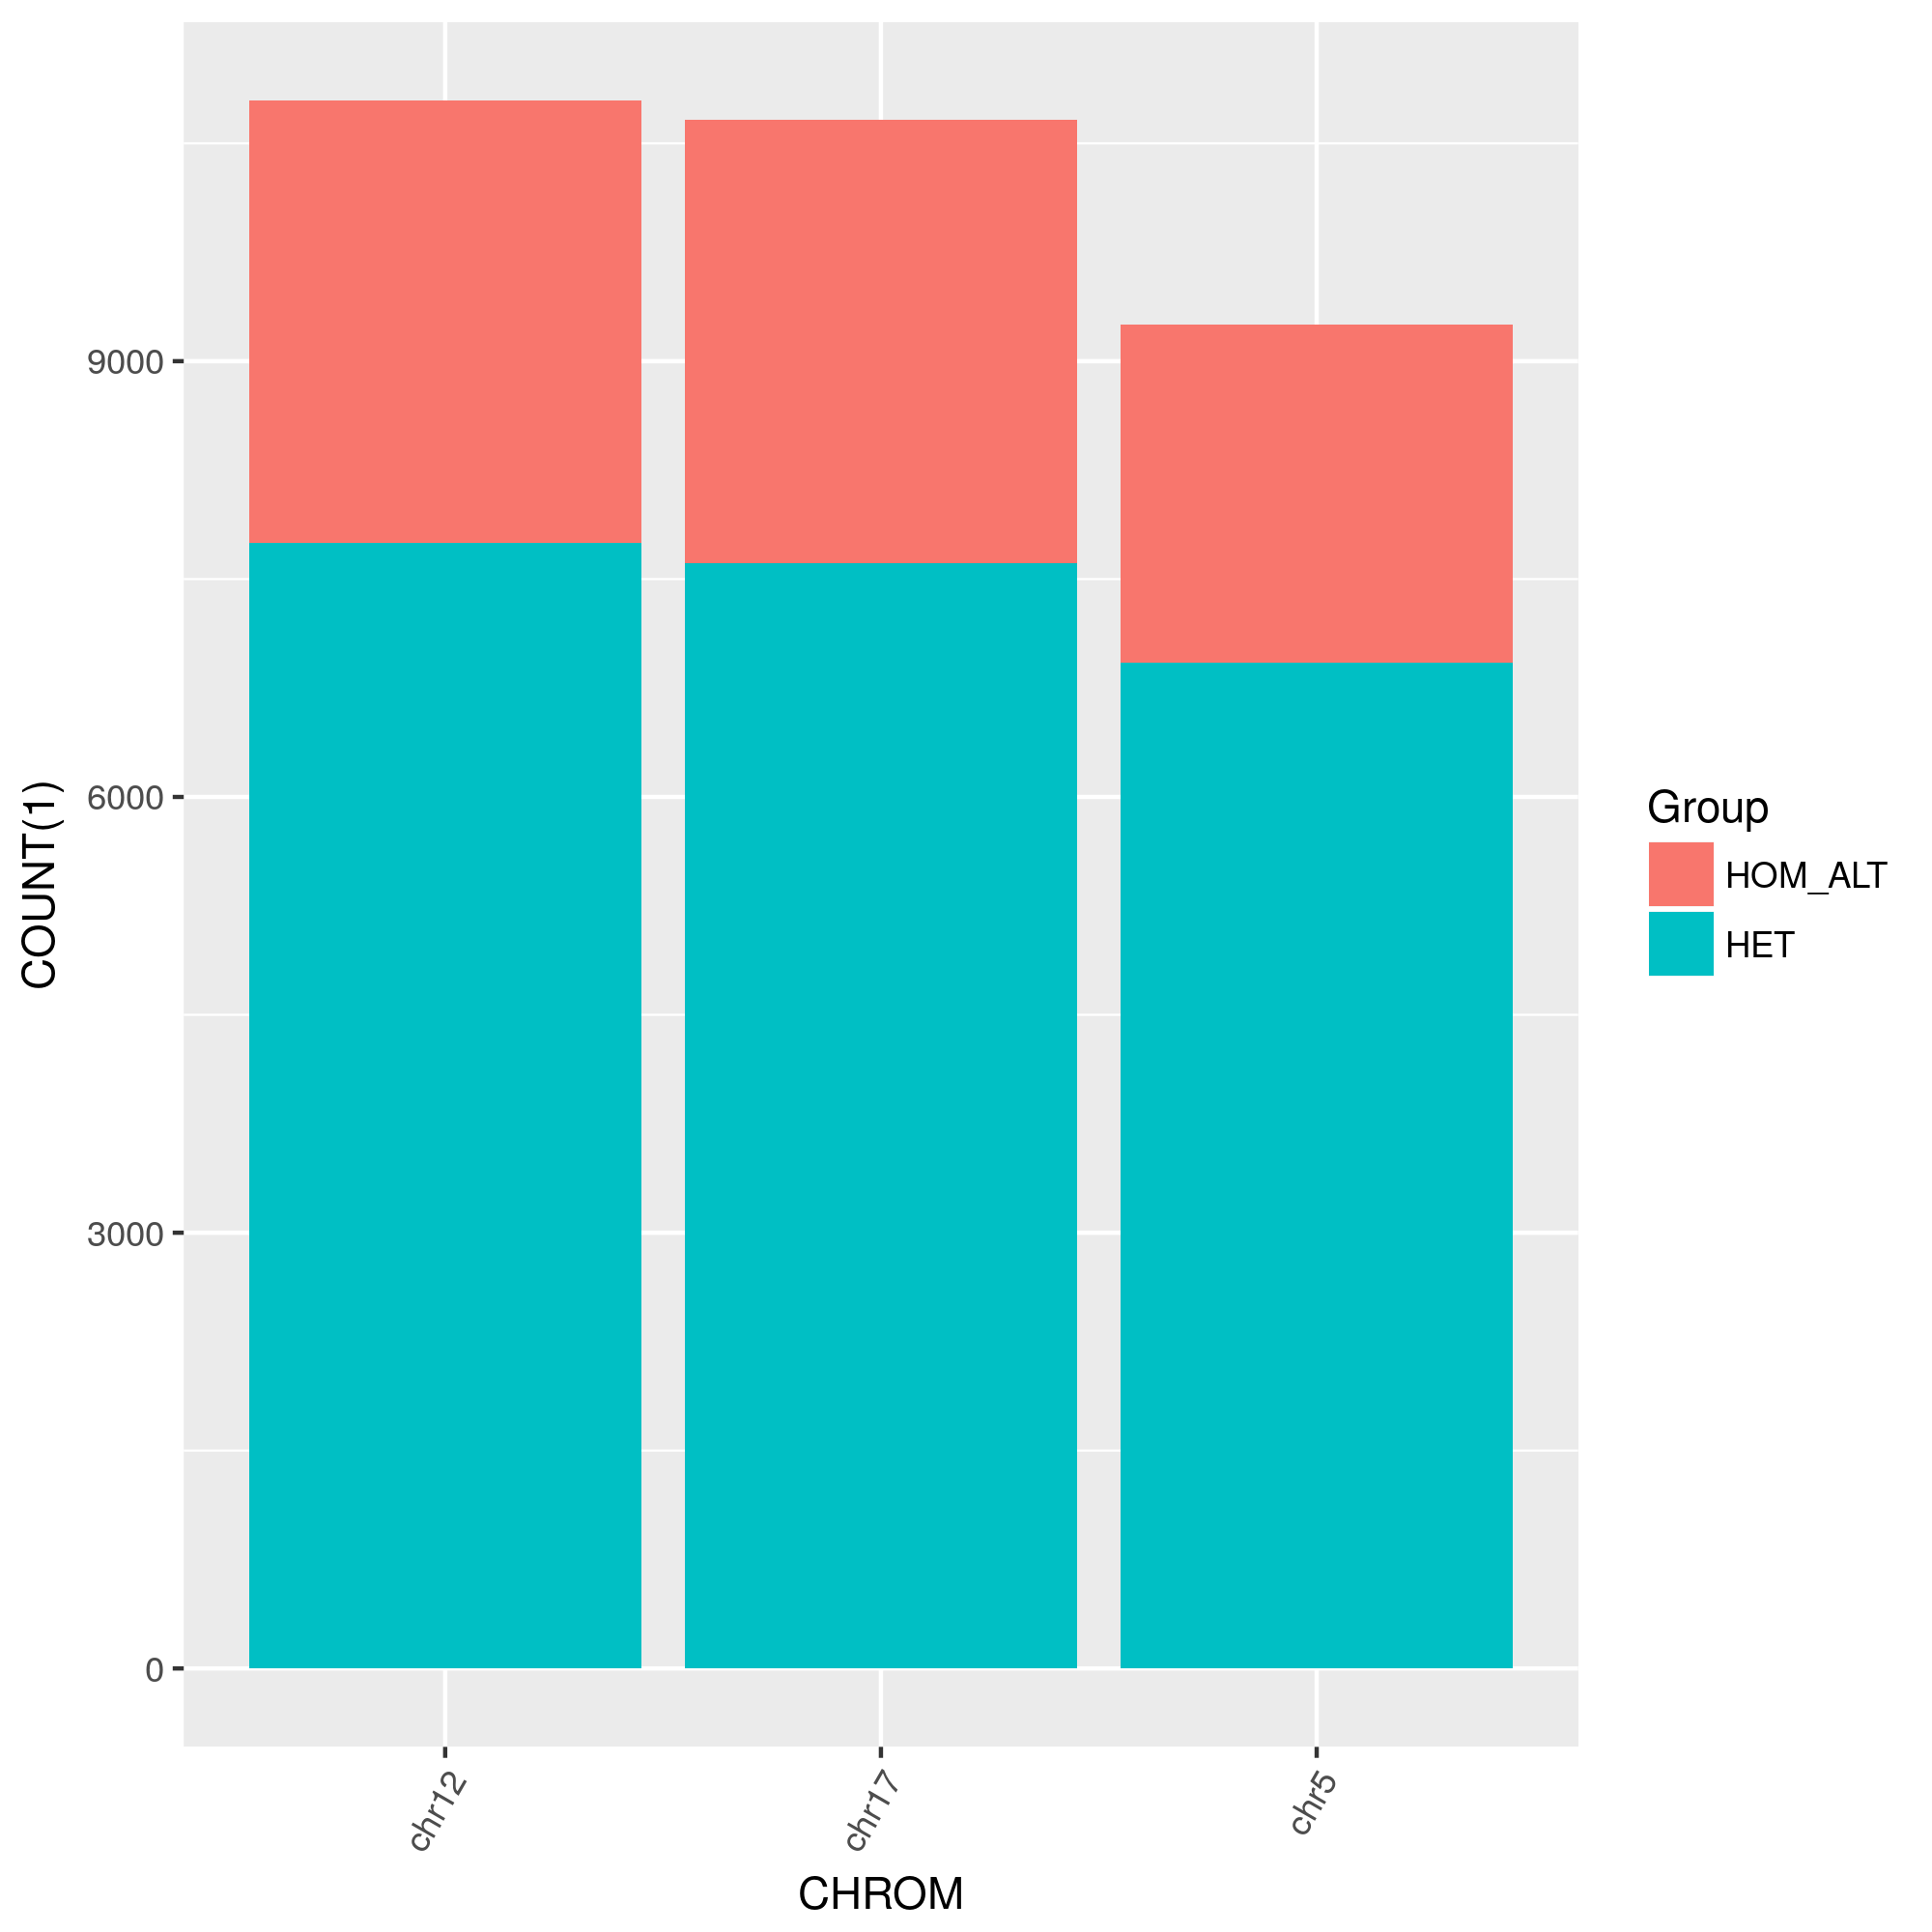 9000
6000
3000
0
COUNT(1)
chr12
chr17
chr5
CHROM
Group
HOM_ALT
HET